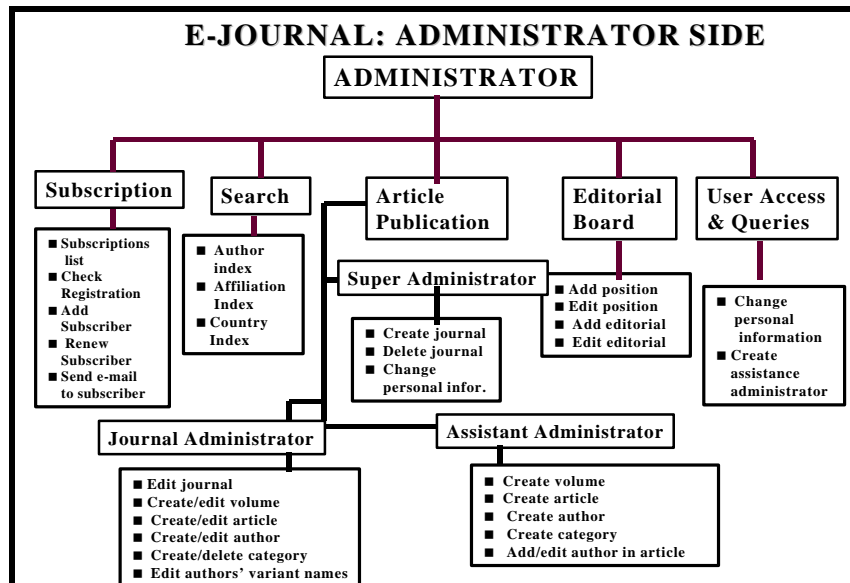 E-JOURNAL: ADMINISTRATOR SIDE
ADMINISTRATOR
Subscription
■ Subscriptions
list
■ Check
Registration
■ Add
Subscriber
■ Renew
Subscriber
■ Send e-mail
to subscriber
Search
■ Author
index
■ Affiliation
Index
■ Country
Index
Article
Publication
Editorial
Board
■ Add position
■ Edit position
■ Add editorial
■ Edit editorial
User Access
& Queries
■ Change
personal
information
■ Create
assistance
administrator
Super Administrator
■ Create journal
■ Delete journal
■ Change
personal infor.
Journal Administrator
■ Edit journal
■ Create/edit volume
■ Create/edit article
■ Create/edit author
■ Create/delete category
■ Edit authors' variant names
Assistant Administrator
■ Create volume
■ Create article
■ Create author
■ Create category
■ Add/edit author in article